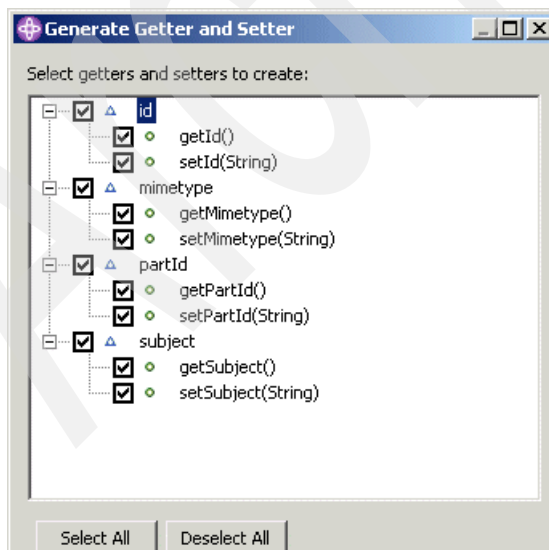 Generate Getter and Setter
Select getters and setters to create:
id
getId()
setId(String)
mimetype
getMimetype()
setMimetype(String)
partId
getPartId()
setPartId(String)
subject
getSubject()
setSubject(String)
Select All Deselect All